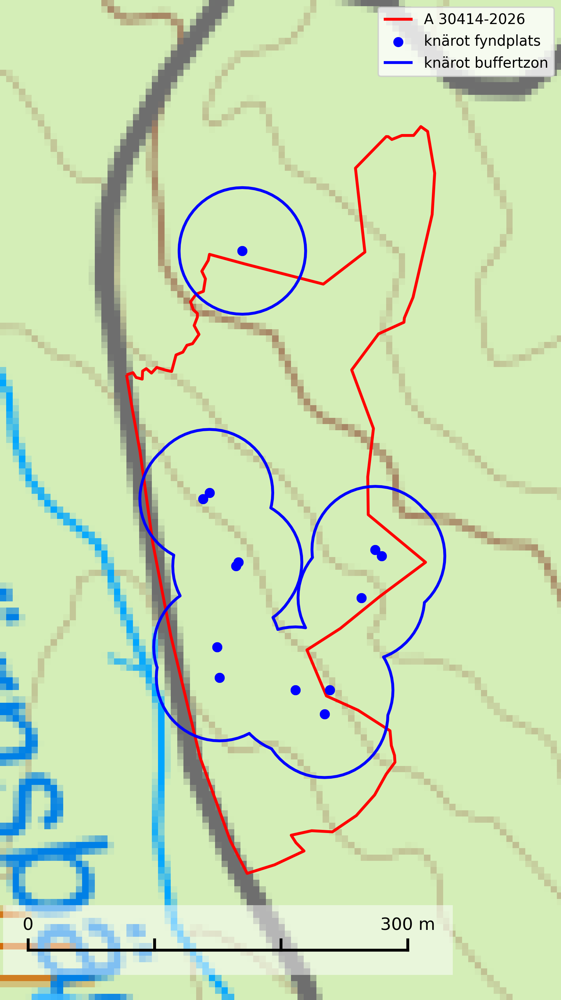 A 30414-2026
knärot fyndplats
knärot buffertzon
0 300 m